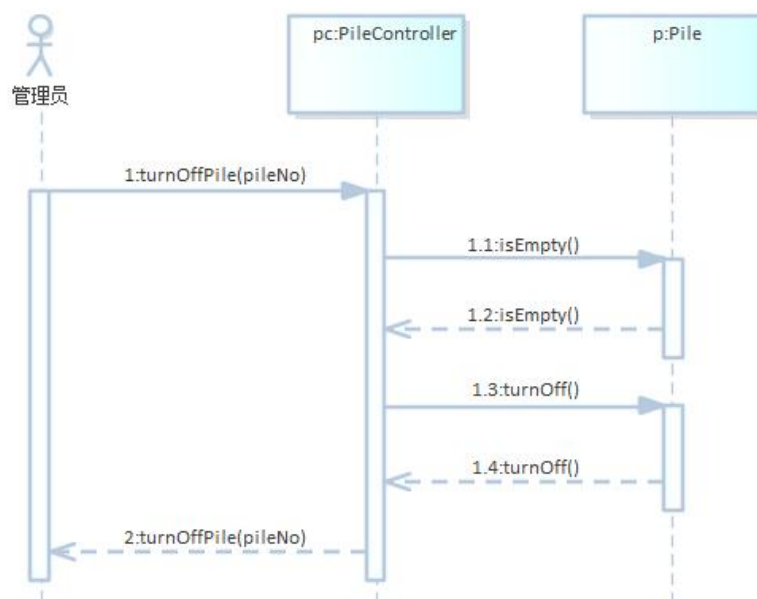 pc:PileController
p:Pile
管理员
1:turnOffPile(pileNo)
1.1:isEmpty()
1.2:isEmpty()
1.3:turnOff()
1.4:turnOff()
2:turnOffPile(pileNo)